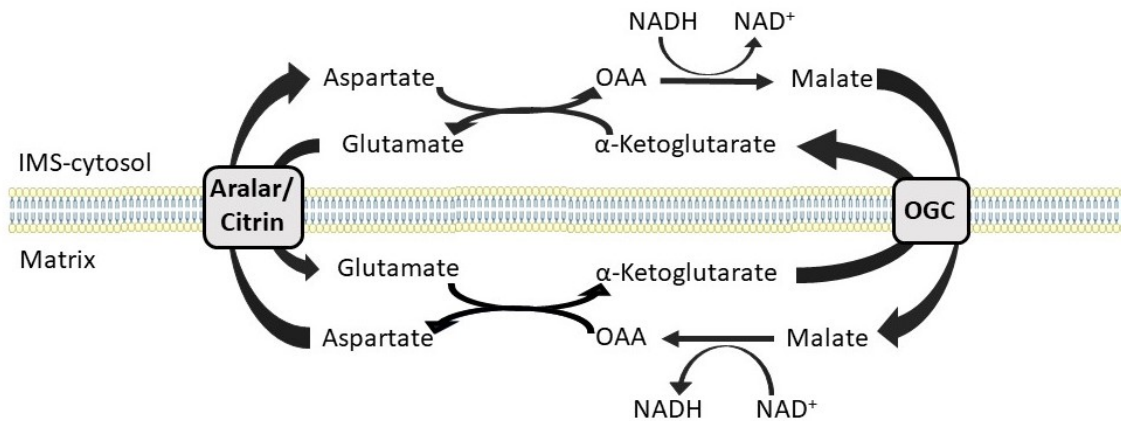 NADH NAD⁺
Aspartate OAA Malate
Glutamate α-Ketoglutarate
IMS-cytosol
Aralar/
Citrin
OGC
Matrix
Glutamate α-Ketoglutarate
Aspartate OAA Malate
NADH NAD⁺